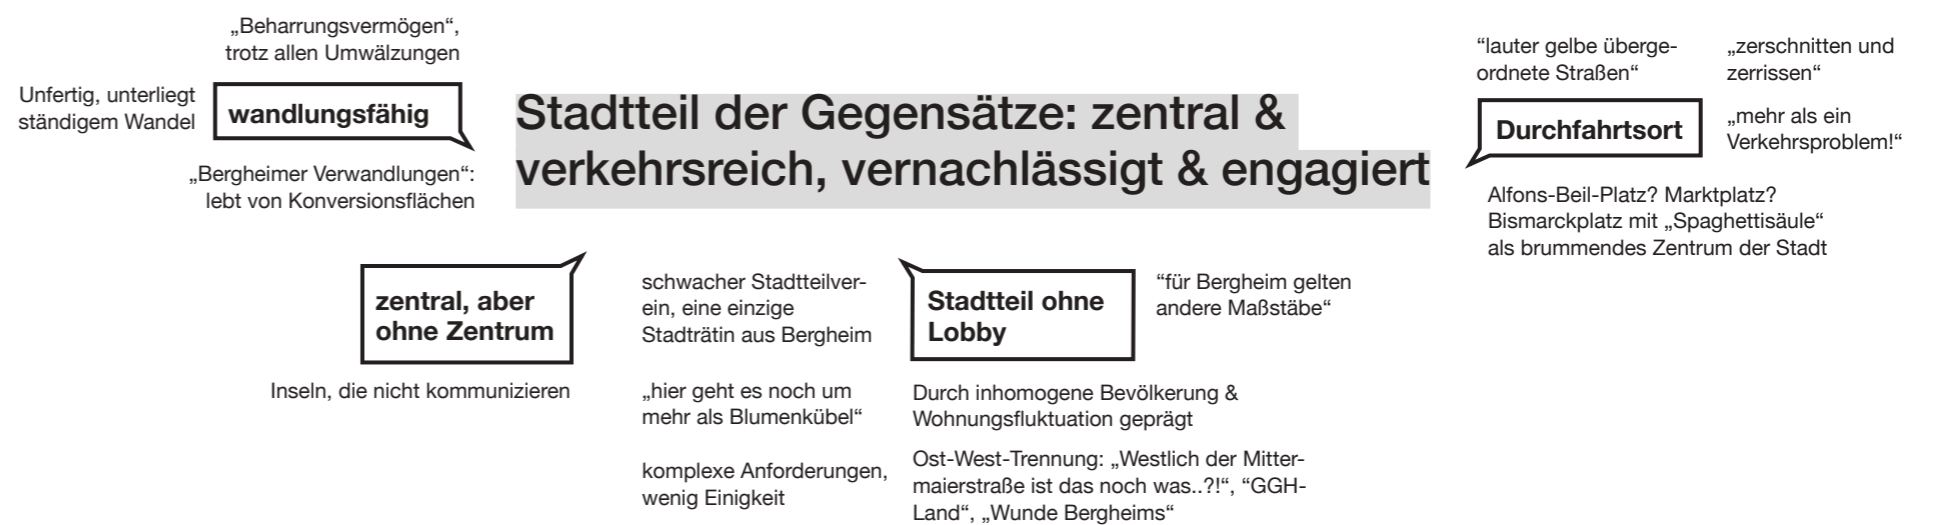 „Beharrungsvermögen“,
trotz allen Umwälzungen
Unfertig, unterliegt
ständigem Wandel
wandlungsfähig
„Bergheimer Verwandlungen“:
lebt von Konversionsflächen
Stadtteil der Gegensätze: zentral &
verkehrsreich, vernachlässigt & engagiert
“lauter gelbe überge-
ordnete Straßen“
„zerschnitten und
zerrissen“
Durchfahrtsort
„mehr als ein
Verkehrsproblem!“
Alfons-Beil-Platz? Marktplatz?
Bismarckplatz mit „Spaghettisäule“
als brummendes Zentrum der Stadt
zentral, aber
ohne Zentrum
Inseln, die nicht kommunizieren
schwacher Stadtteilver-
ein, eine einzige
Stadträtin aus Bergheim
„hier geht es noch um
mehr als Blumenkübel“
komplexe Anforderungen,
wenig Einigkeit
Stadtteil ohne
Lobby
“für Bergheim gelten
andere Maßstäbe“
Durch inhomogene Bevölkerung &
Wohnungsfluktuation geprägt
Ost-West-Trennung: „Westlich der Mitter-
maierstraße ist das noch was..?!“, “GGH-
Land“, „Wunde Bergheims“